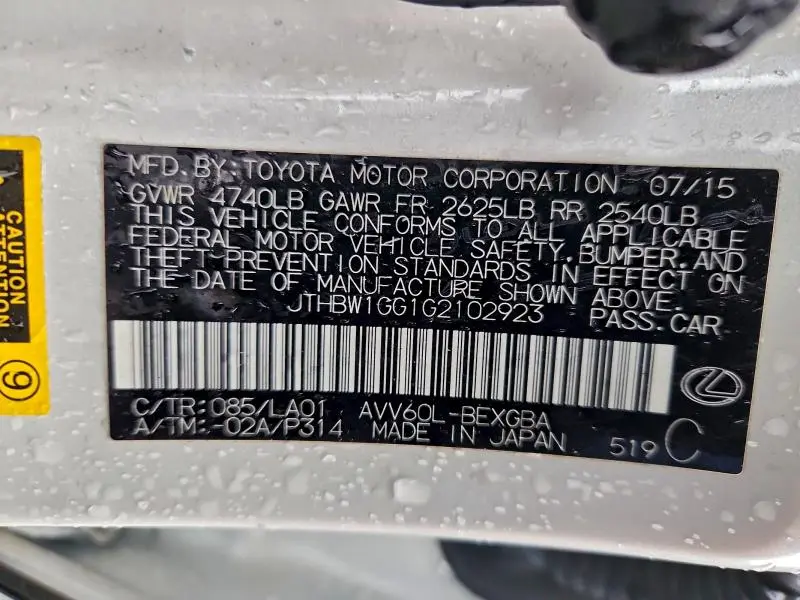 MFD. BY: TOYOTA MOTOR CORPORATION 07/15
GVWR 4740LB GAWR FR 2625LB RR 2540LB
THIS VEHICLE CONFORMS TO ALL APPLICABLE
FEDERAL MOTOR VEHICLE SAFETY, BUMPER, AND
THEFT PREVENTION STANDARDS IN EFFECT ON
THE DATE OF MANUFACTURE SHOWN ABOVE.
JTHBW1GG1G2102923 PASS.CAR
C/TR: 085/LA01 AVV60L-BEXGBA
A/TM: -02A/P314 MADE IN JAPAN 519 C
CAUTION
ATTENTION
9